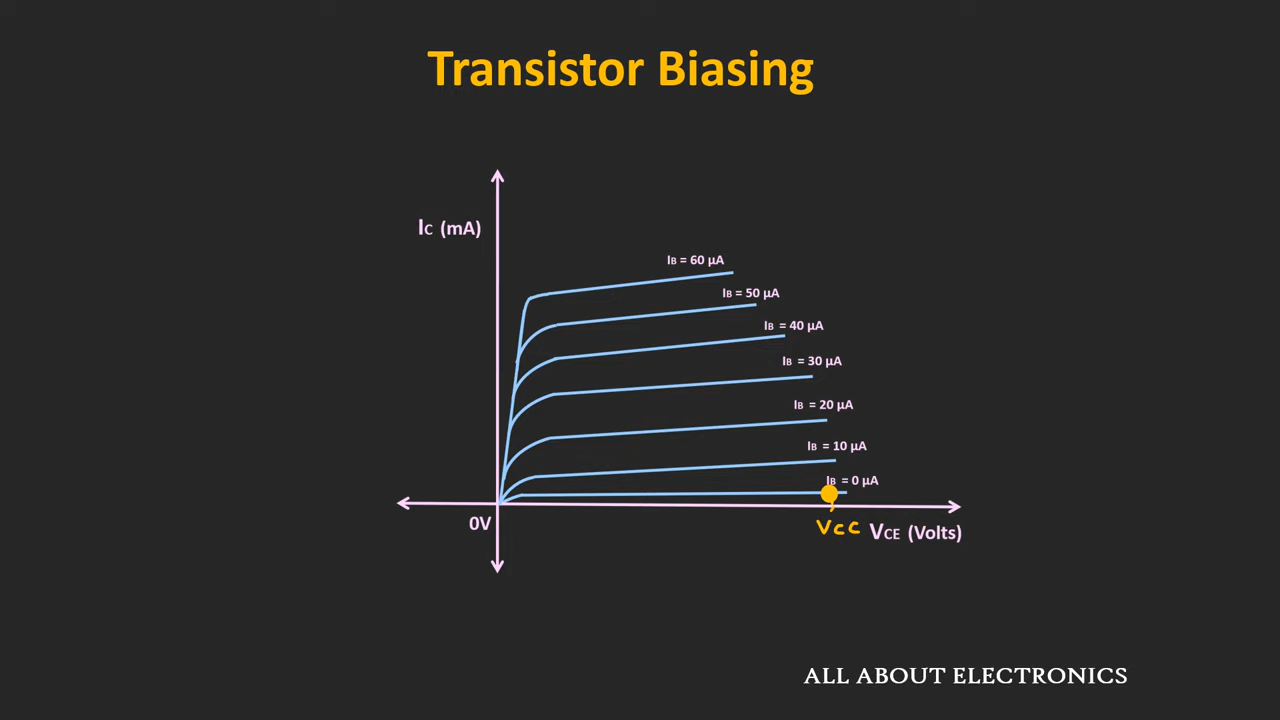 Transistor Biasing
IC (mA)
IB = 60 µA
IB = 50 µA
IB = 40 µA
IB = 30 µA
IB = 20 µA
IB = 10 µA
IB = 0 µA
0V
VCC
VCE (Volts)
ALL ABOUT ELECTRONICS